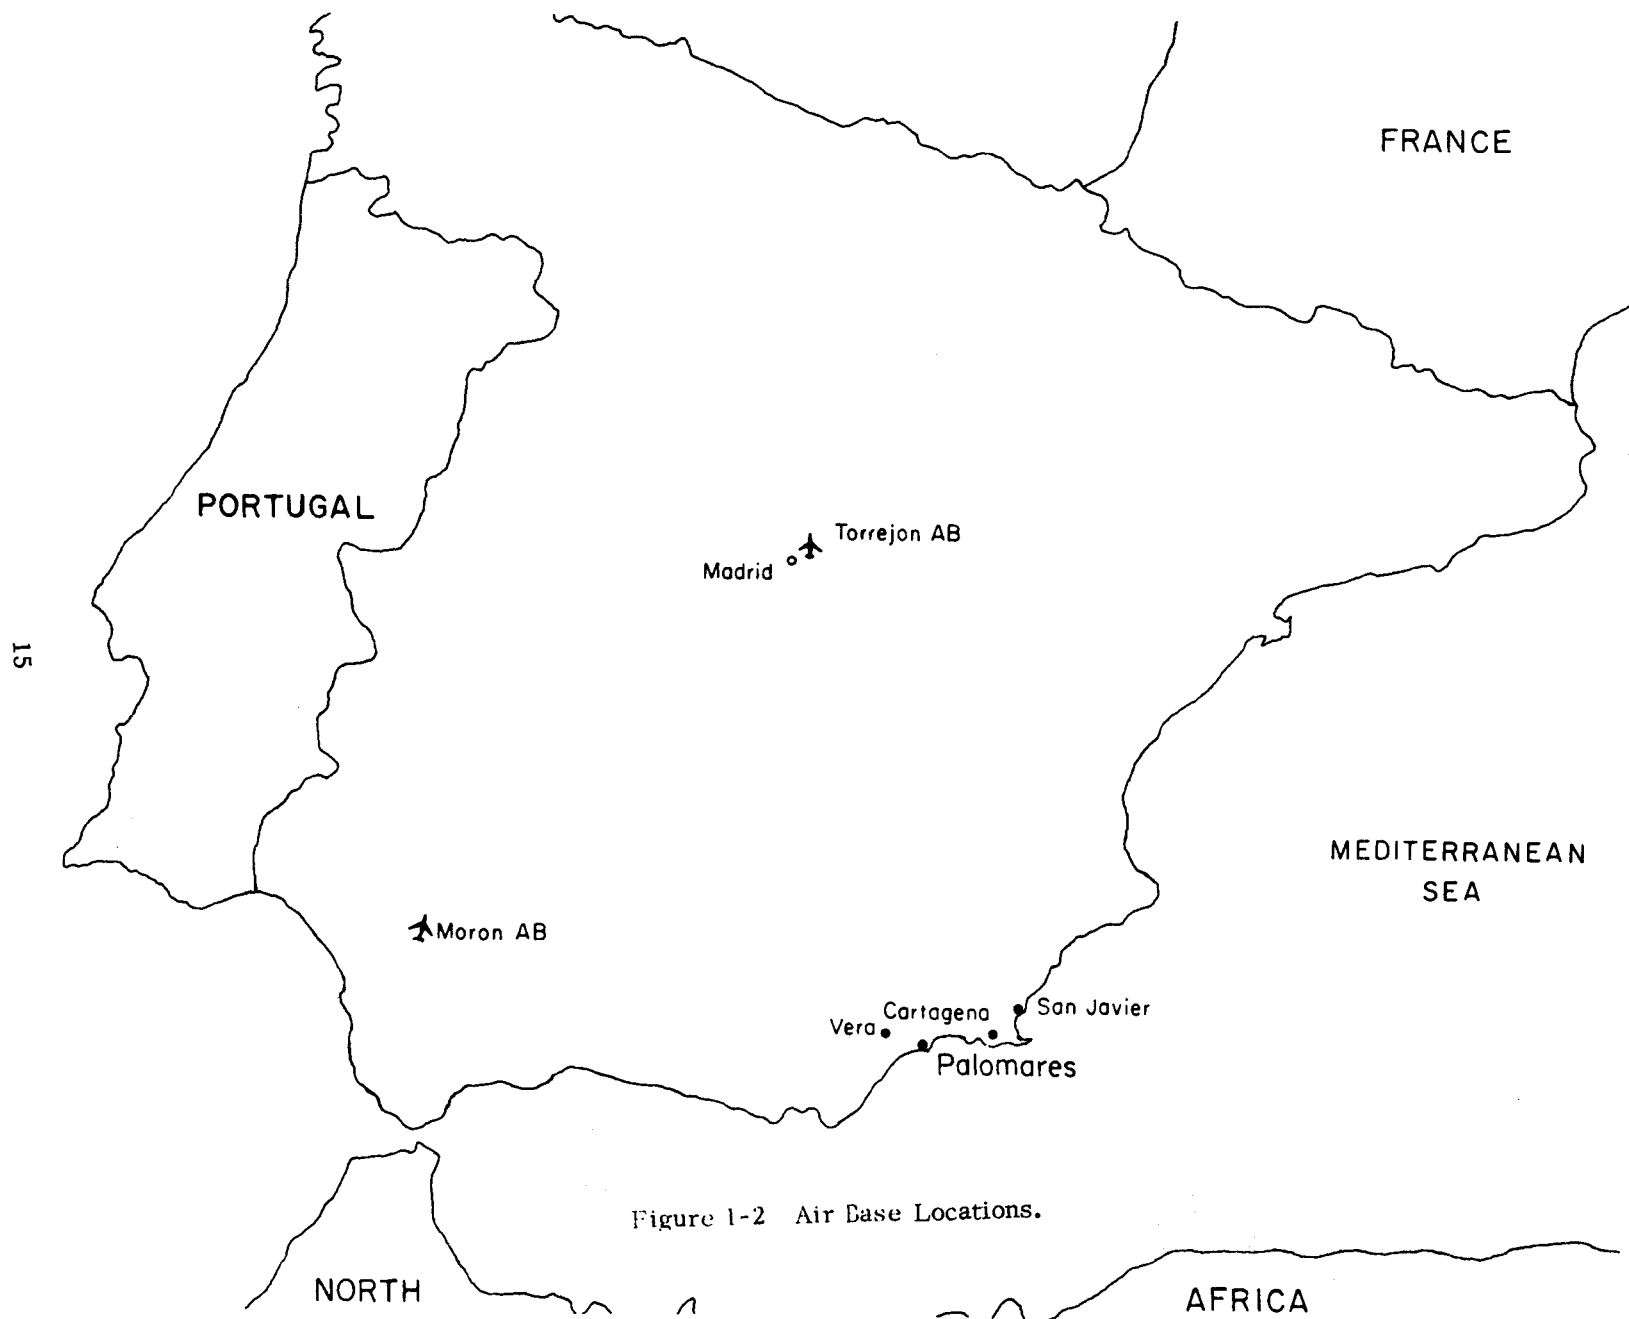 FRANCE
PORTUGAL
Torrejon AB
Madrid
15
MEDITERRANEAN
SEA
Moron AB
San Javier
Cartagena
Vera
Palomares
Figure 1-2 Air Base Locations.
NORTH
AFRICA